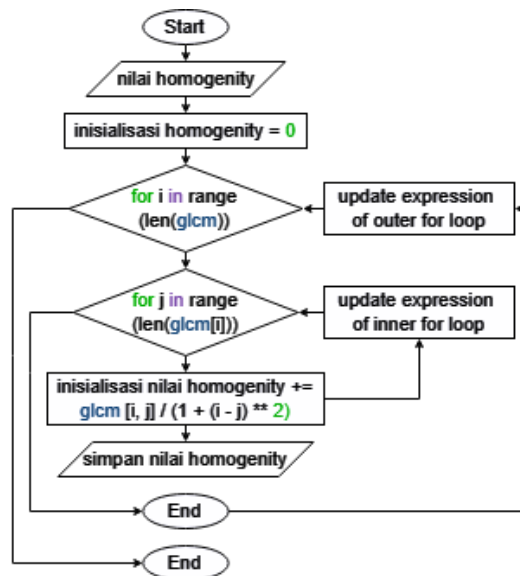 Start
nilai homogenity
inisialisasi homogenity = 0
for i in range
(len(glcm))
update expression
of outer for loop
for j in range
(len(glcm[i]))
update expression
of inner for loop
inisialisasi nilai homogenity +=
glcm [i, j] / (1 + (i - j) ** 2)
simpan nilai homogenity
End
End